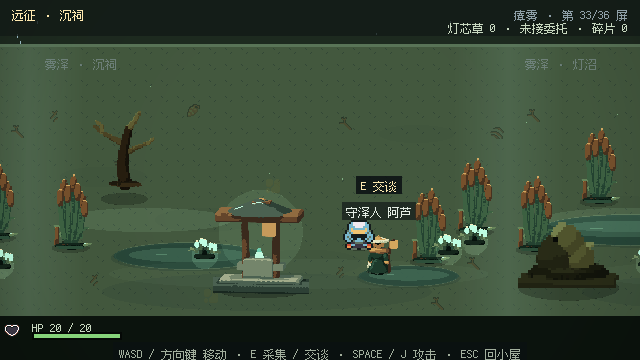 远征 · 沉祠
瘴雾 · 第 33/36 屏
灯芯草 0 · 未接委托 · 碎片 0
雾泽 · 沉祠
雾泽 · 灯沼
E 交谈
守泽人 阿芦
HP 20 / 20
WASD / 方向键 移动 · E 采集 / 交谈 · SPACE / J 攻击 · ESC 回小屋